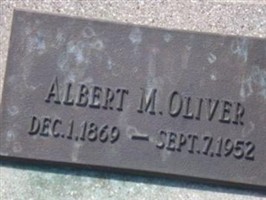 ALBERT M. OLIVER
DEC. 1, 1869 — SEPT. 7, 1952